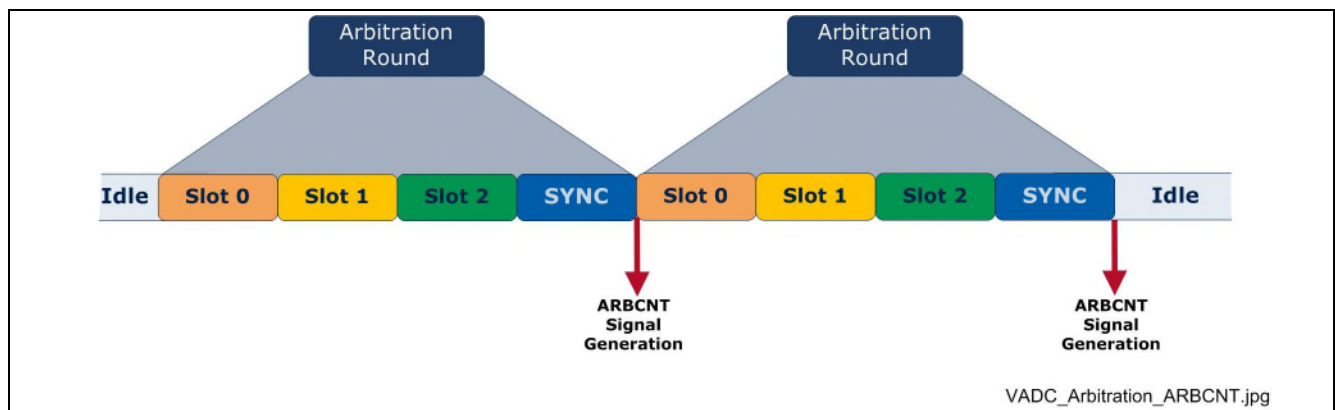 Arbitration
Round
Arbitration
Round
Idle Slot 0 Slot 1 Slot 2 SYNC Slot 0 Slot 1 Slot 2 SYNC Idle
ARBCNT
Signal
Generation
ARBCNT
Signal
Generation
VADC_Arbitration_ARBCNT.jpg